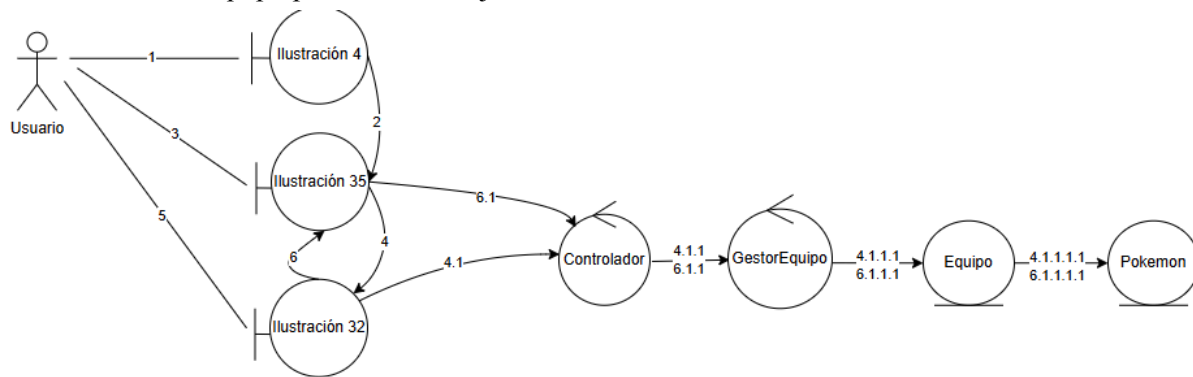 Ilustración 4
1
Usuario
2
3
Ilustración 35
6.1
5
4
6
4.1
Controlador
4.1.1
6.1.1
GestorEquipo
4.1.1.1
6.1.1.1
Equipo
4.1.1.1.1
6.1.1.1.1
Pokemon
Ilustración 32